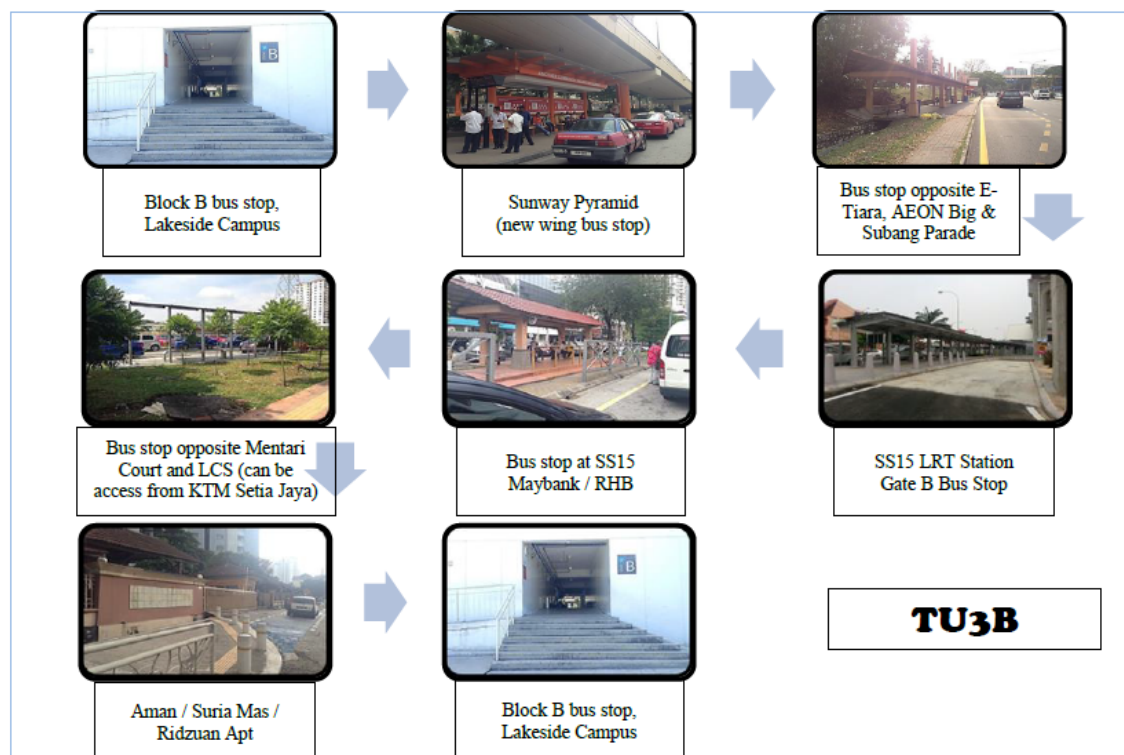 B
Block B bus stop,
Lakeside Campus
Sunway Pyramid
(new wing bus stop)
Bus stop opposite E-
Tiara, AEON Big &
Subang Parade
SS15 LRT Station
Gate B Bus Stop
Bus stop at SS15
Maybank / RHB
Bus stop opposite Mentari
Court and LCS (can be
access from KTM Setia Jaya)
Aman / Suria Mas /
Ridzuan Apt
B
Block B bus stop,
Lakeside Campus
TU3B